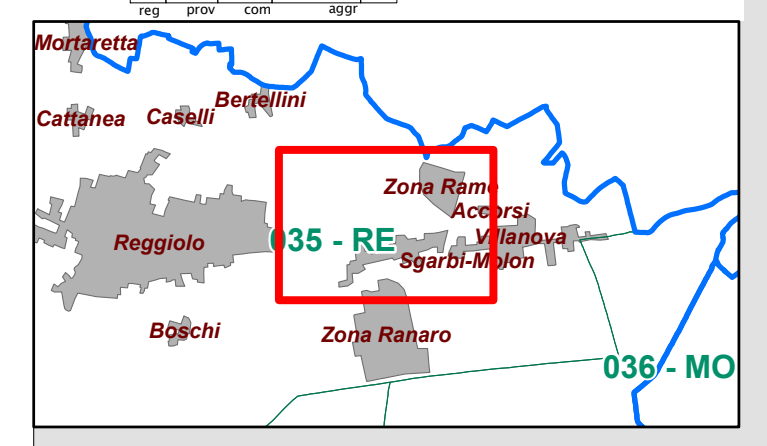 reg prov com aggr
Mortaretta
Bertellini
Cattanea Caselli
Zona Rame
Accorsi
Reggiolo 035 - RE Villanova
Sgarbi-Molon
Boschi Zona Ranaro
036 - MO